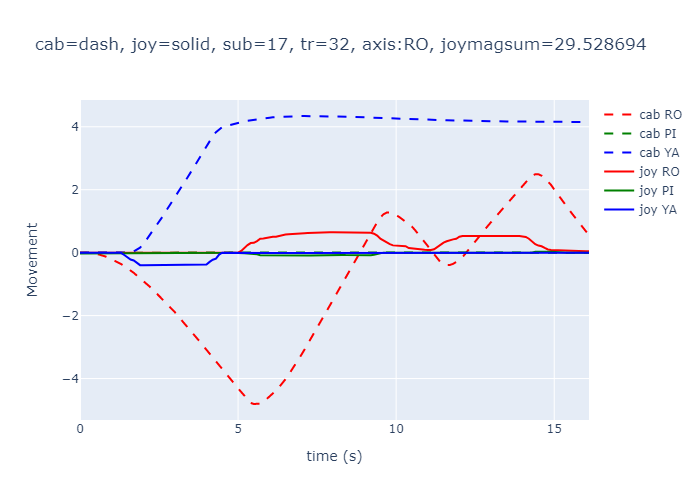 cab=dash, joy=solid, sub=17, tr=32, axis:RO, joymagsum=29.528694
cab RO
cab PI
cab YA
joy RO
joy PI
joy YA
4
2
0
−2
−4
Movement
0
5
10
15
time (s)